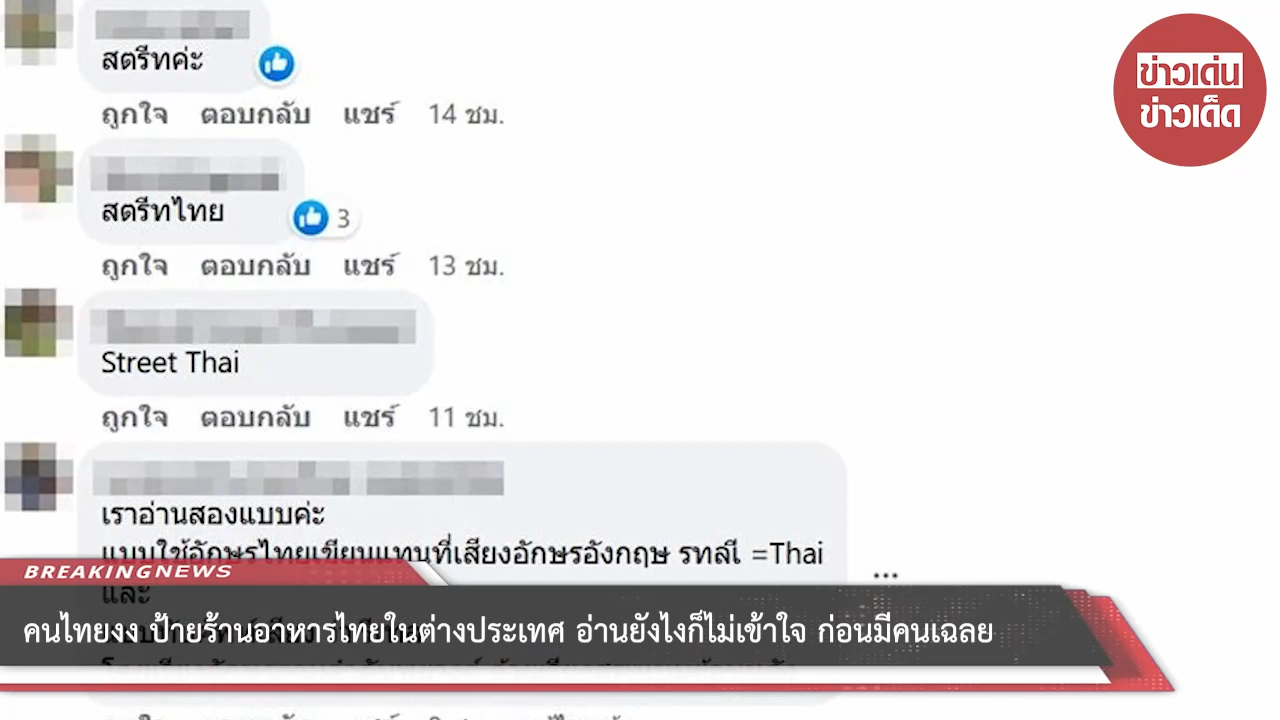 สตรีทค่ะ
ถูกใจ ตอบกลับ แชร์ 14 ชม.
ข่าวเด่น
ข่าวเด็ด
สตรีทไทย
3
ถูกใจ ตอบกลับ แชร์ 13 ชม.
Street Thai
ถูกใจ ตอบกลับ แชร์ 11 ชม.
เราอ่านสองแบบค่ะ
แบบใช้อักษรไทยเขียนแทนที่เสียงอักษรอังกฤษ รทลเ =Thai
และ
...
BREAKING NEWS
คนไทยงง ป้ายร้านอาหารไทยในต่างประเทศ อ่านยังไงก็ไม่เข้าใจ ก่อนมีคนเฉลย